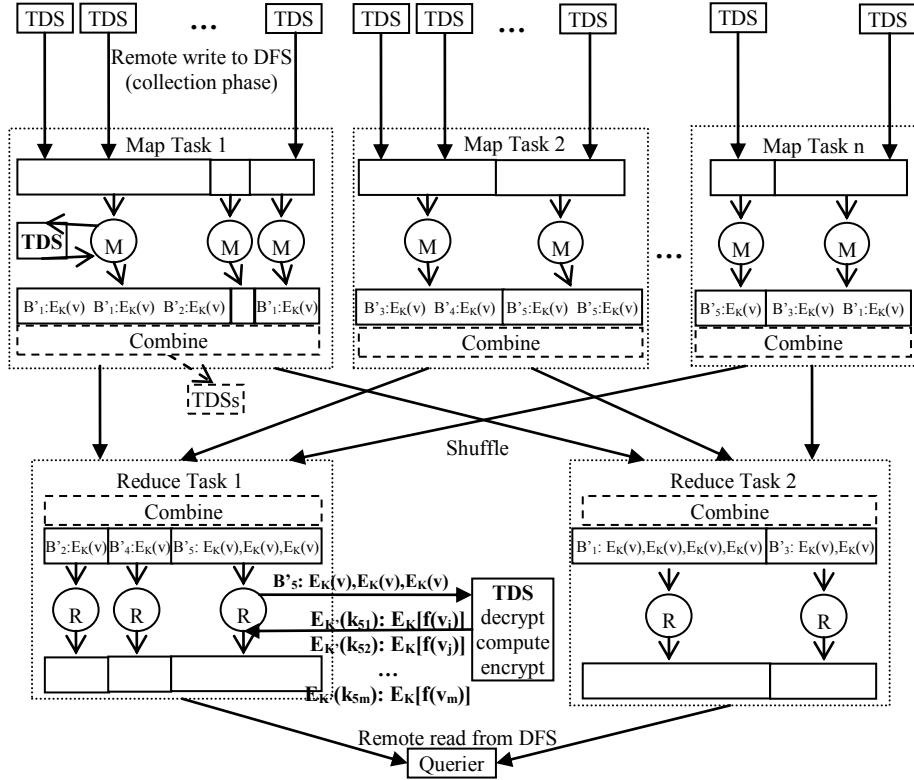 TDS TDS ... TDS TDS TDS ... TDS ... TDS TDS
Remote write to DFS
(collection phase)
Map Task 1 Map Task 2 Map Task n
M M M M M M M
TDS
...
B'1:EK(v) B'1:EK(v) B'2:EK(v) B'1:EK(v) B'3:EK(v) B'4:EK(v) B'5:EK(v) B'5:EK(v) B'5:EK(v) B'3:EK(v) B'1:EK(v)
Combine Combine Combine
TDSs
Shuffle
Reduce Task 1 Reduce Task 2
Combine Combine
B'2:EK(v) B'4:EK(v) B'5: EK(v),EK(v),EK(v) B'1: EK(v),EK(v),EK(v),EK(v) B'3: EK(v),EK(v)
B'5: EK(v),EK(v),EK(v)
R R R R R
TDS
decrypt
compute
encrypt
EK'(k51): EK[f(vi)]
EK'(k52): EK[f(vj)]
...
EK'(k5m): EK[f(vm)]
Remote read from DFS
Querier